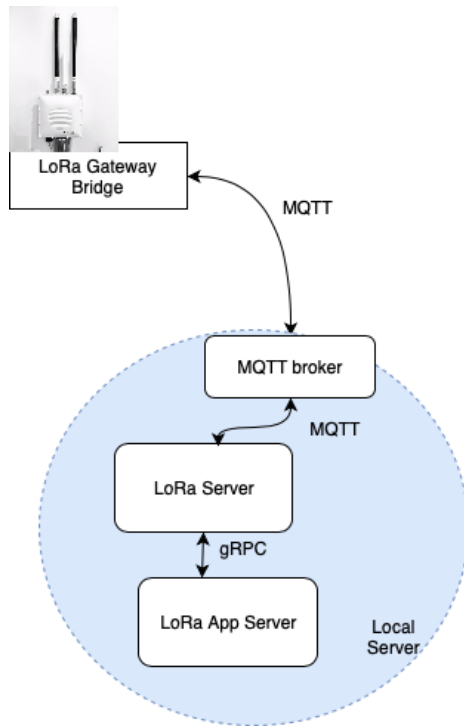 LoRa Gateway
Bridge
MQTT
MQTT broker
MQTT
LoRa Server
gRPC
LoRa App Server
Local
Server